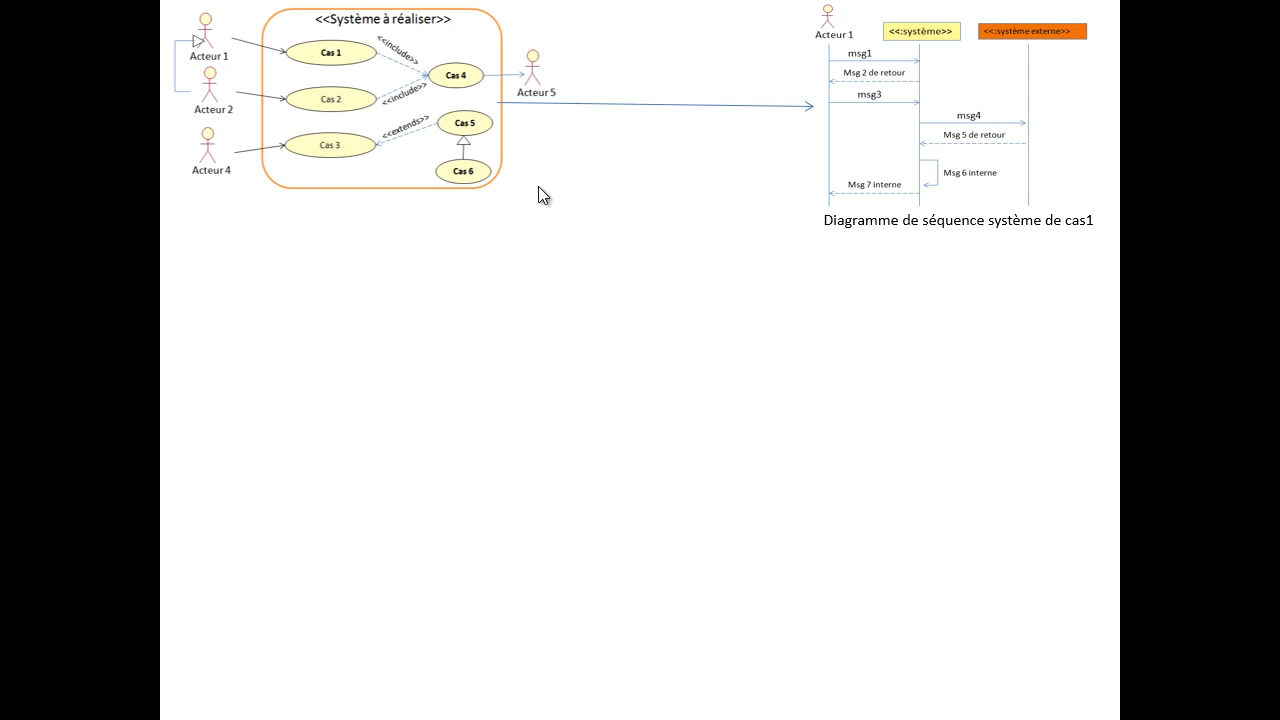 <<Système à réaliser>>
Acteur 1
Acteur 2
Acteur 4
Cas 1
Cas 2
Cas 3
<<include>>
<<include>>
<<extends>>
Cas 4
Cas 5
Cas 6
Acteur 5
Acteur 1
<<:système>>
<<:système externe>>
msg1
Msg 2 de retour
msg3
msg4
Msg 5 de retour
Msg 6 interne
Msg 7 interne
Diagramme de séquence système de cas1